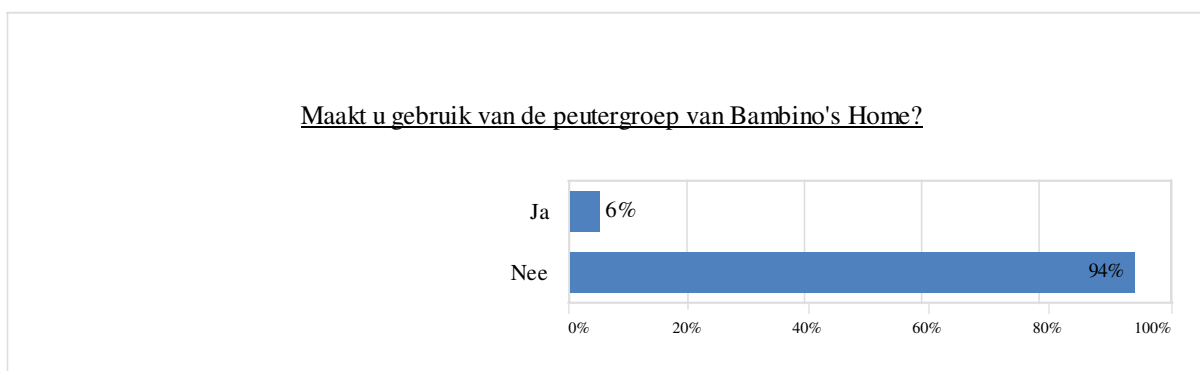 Maakt u gebruik van de peutergroep van Bambino's Home?
Ja 6%
Nee 94%
0% 20% 40% 60% 80% 100%